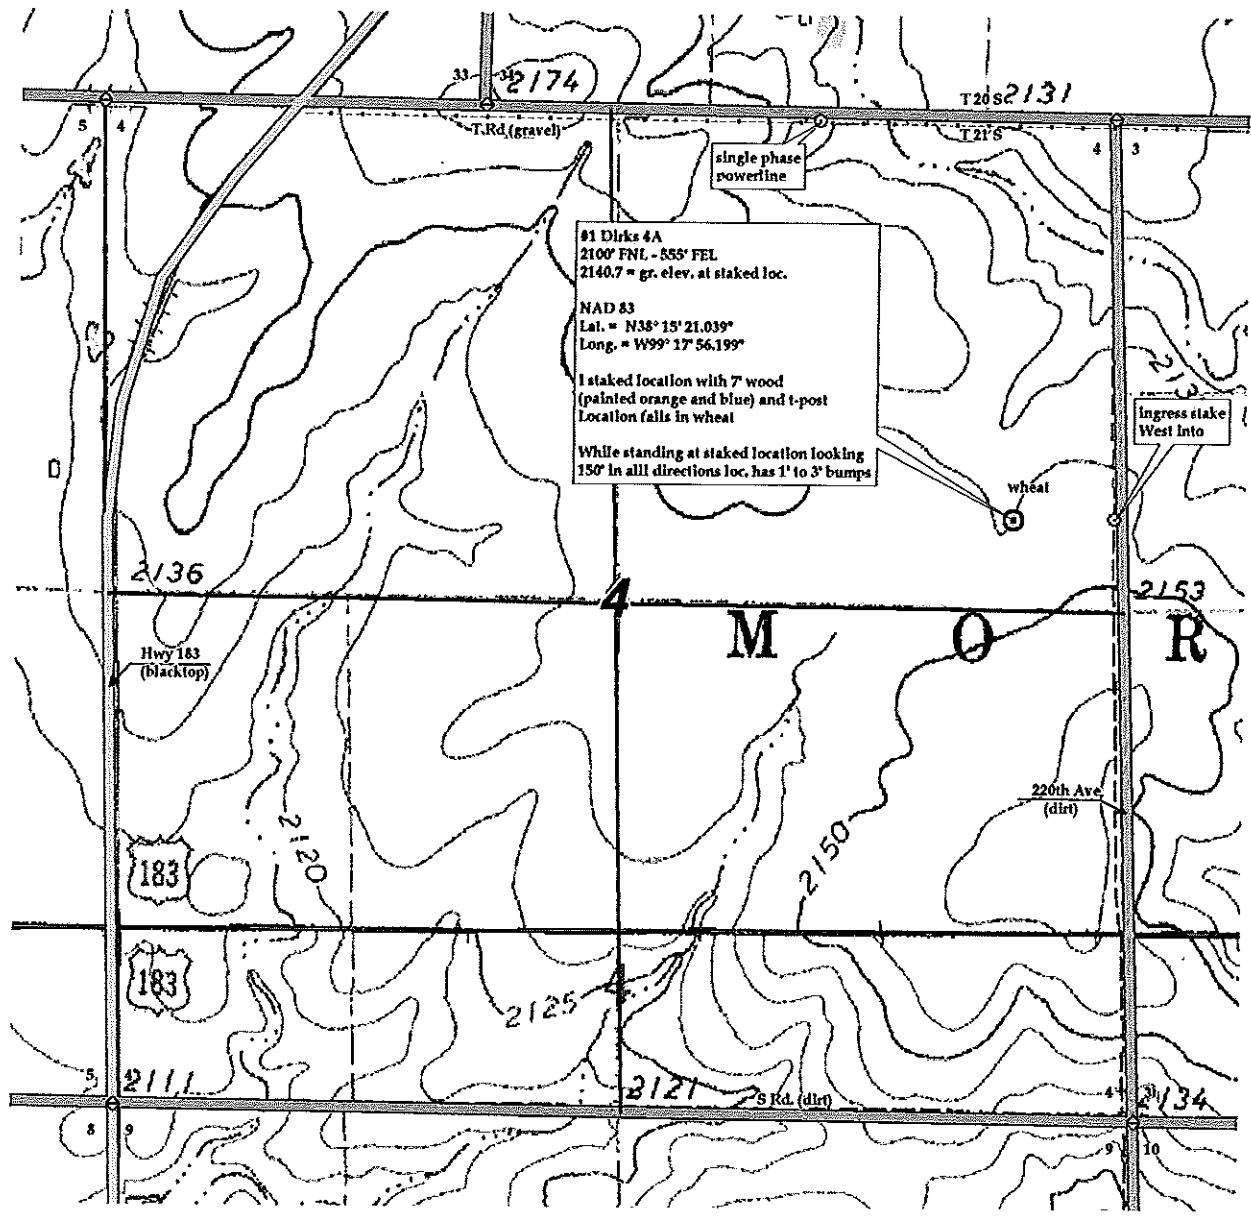 33 34 2174
T 20 S 2131
5 4
T.Rd.(gravel)
T 21 S
4 3
single phase
powerline
#1 Dirks 4A
2100' FNL - 555' FEL
2140.7 = gr. elev. at staked loc.
NAD 83
Lat. = N38° 15' 21.039"
Long. = W99° 17' 56.199"
I staked location with 7' wood
(painted orange and blue) and t-post
Location falls in wheat
While standing at staked location looking
150' in alll directions loc. has 1' to 3' bumps
ingress stake
West into
wheat
2136
4
2153
M O R
Hwy 183
(blacktop)
220th Ave
(dirt)
2120
2150
183
183
2125
5 4 2111
2121
S Rd. (dirt)
4
2134
8 9
9 10